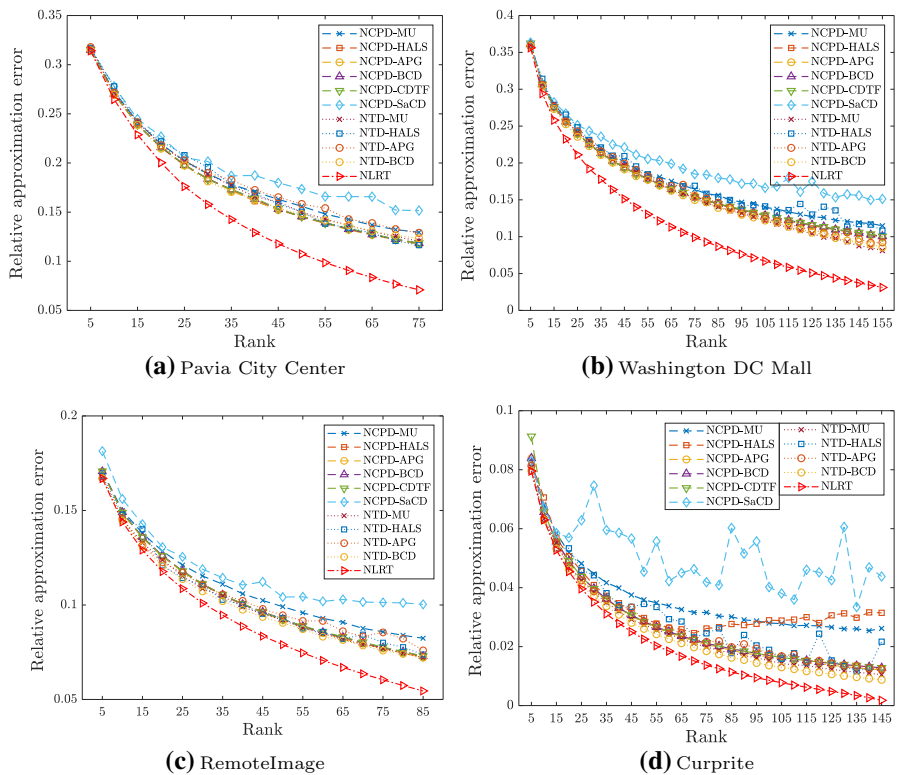 0.35
0.3
0.25
0.2
0.15
0.1
0.05
Relative approximation error
5 15 25 35 45 55 65 75
Rank
NCPD-MU
NCPD-HALS
NCPD-APG
NCPD-BCD
NCPD-CDTF
NCPD-SaCD
NTD-MU
NTD-HALS
NTD-APG
NTD-BCD
NLRT
(a) Pavia City Center
0.4
0.35
0.3
0.25
0.2
0.15
0.1
0.05
0
Relative approximation error
5 15 25 35 45 55 65 75 85 95 105 115 125 135 145 155
Rank
NCPD-MU
NCPD-HALS
NCPD-APG
NCPD-BCD
NCPD-CDTF
NCPD-SaCD
NTD-MU
NTD-HALS
NTD-APG
NTD-BCD
NLRT
(b) Washington DC Mall
0.2
0.15
0.1
0.05
Relative approximation error
5 15 25 35 45 55 65 75 85
Rank
NCPD-MU
NCPD-HALS
NCPD-APG
NCPD-BCD
NCPD-CDTF
NCPD-SaCD
NTD-MU
NTD-HALS
NTD-APG
NTD-BCD
NLRT
(c) RemoteImage
0.1
0.08
0.06
0.04
0.02
0
Relative approximation error
5 15 25 35 45 55 65 75 85 95 105 115 125 135 145
Rank
NCPD-MU
NCPD-HALS
NCPD-APG
NCPD-BCD
NCPD-CDTF
NCPD-SaCD
NTD-MU
NTD-HALS
NTD-APG
NTD-BCD
NLRT
(d) Curprite